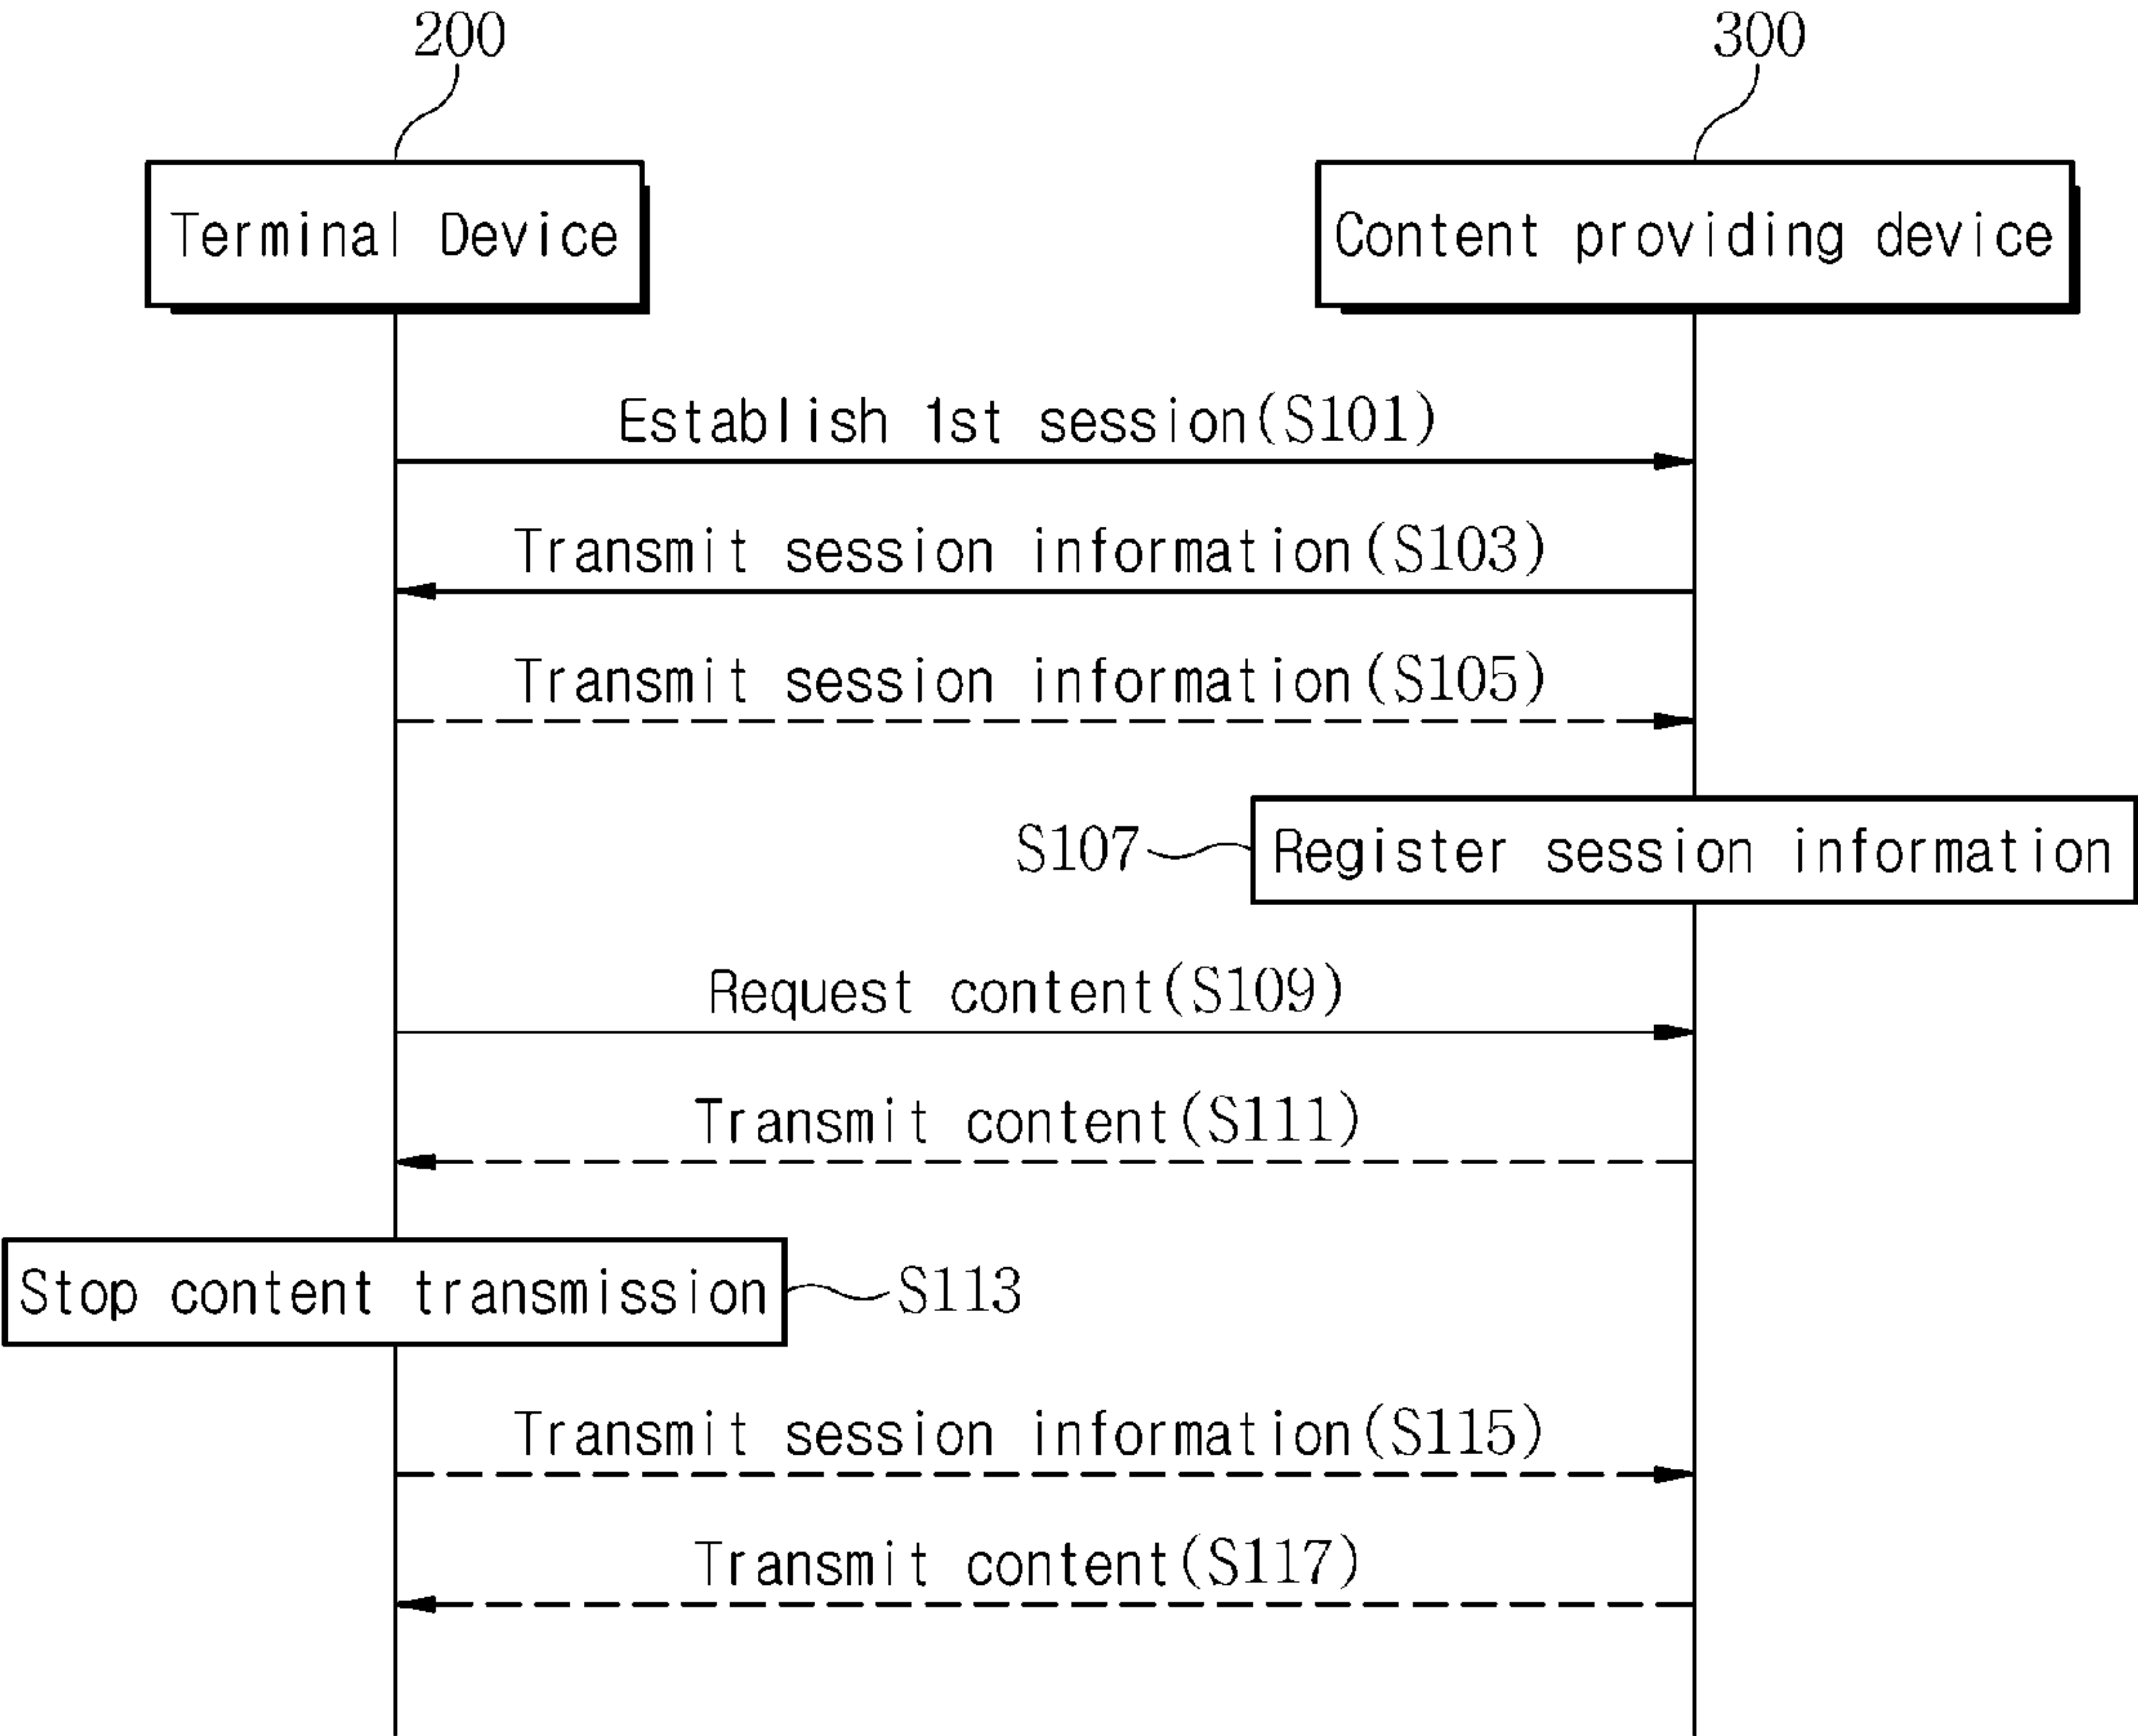 200
300
Terminal Device
Content providing device
Establish 1st session(S101)
Transmit session information(S103)
Transmit session information(S105)
S107
Register session information
Request content(S109)
Transmit content(S111)
Stop content transmission
S113
Transmit session information(S115)
Transmit content(S117)